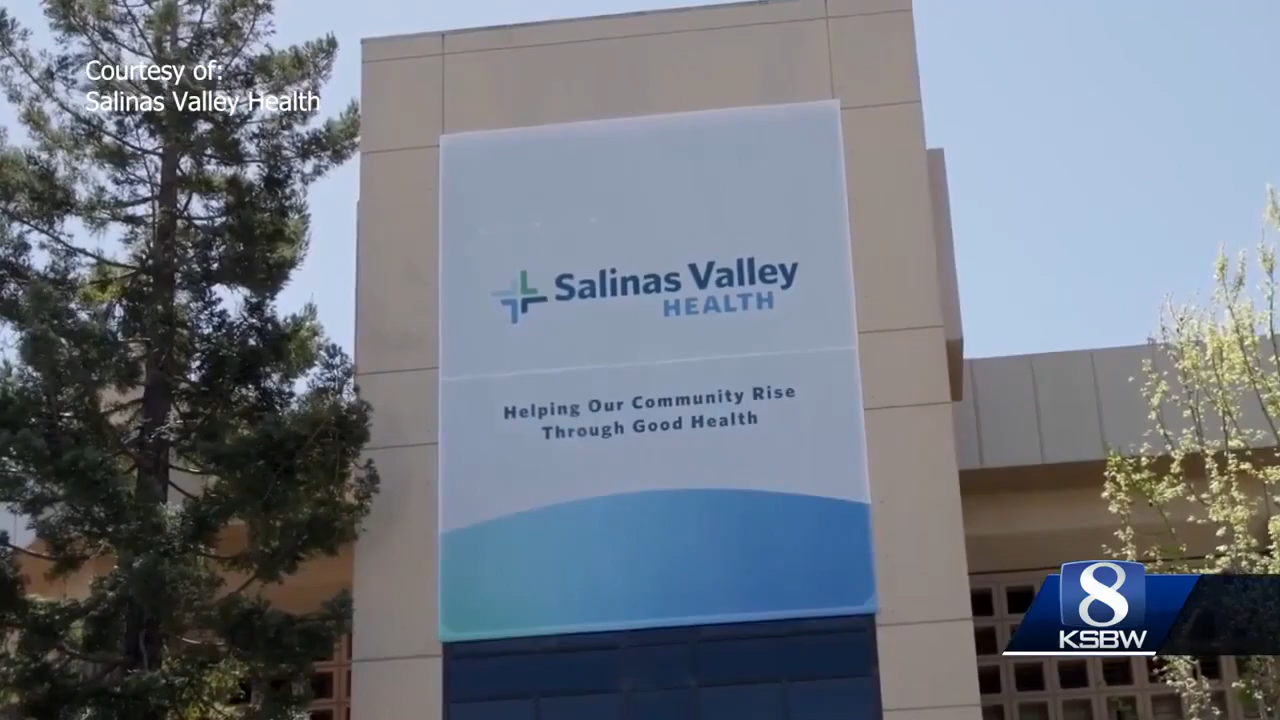 Courtesy of:
Salinas Valley Health
Salinas Valley
HEALTH
Helping Our Community Rise
Through Good Health
8
KSBW